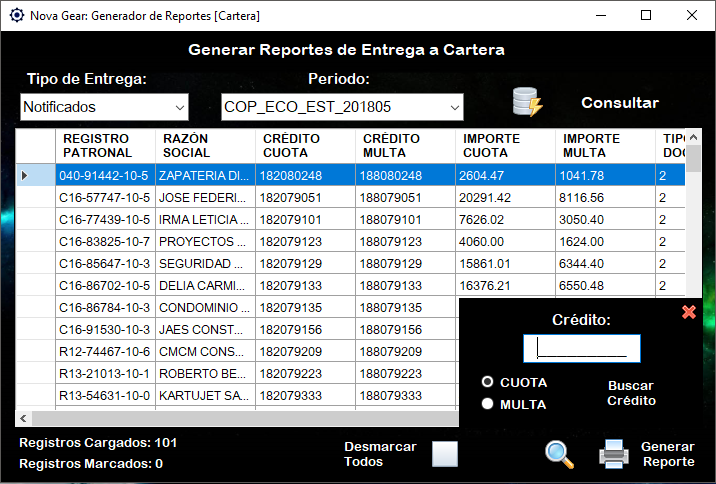 Nova Gear: Generador de Reportes [Cartera]
Generar Reportes de Entrega a Cartera
Tipo de Entrega: Periodo:
Notificados COP_ECO_EST_201805 Consultar
REGISTRO PATRONAL RAZÓN SOCIAL CRÉDITO CUOTA CRÉDITO MULTA IMPORTE CUOTA IMPORTE MULTA TIPO DOC
040-91442-10-5 ZAPATERIA DI... 182080248 188080248 2604.47 1041.78 2
C16-57747-10-5 JOSE FEDERI... 182079051 188079051 20291.42 8116.56 2
C16-77439-10-5 IRMA LETICIA ... 182079101 188079101 7626.02 3050.40 2
C16-83825-10-7 PROYECTOS ... 182079123 188079123 4060.00 1624.00 2
C16-85647-10-3 SEGURIDAD ... 182079129 188079129 15861.01 6344.40 2
C16-86702-10-5 DELIA CARMI... 182079133 188079133 16376.21 6550.48 2
C16-86784-10-3 CONDOMINIO ... 182079135 188079135
C16-91530-10-3 JAES CONST... 182079156 188079156
R12-74467-10-6 CMCM CONS... 182079209 188079209
R13-21013-10-1 ROBERTO BE... 182079223 188079223
R13-54631-10-0 KARTUJET SA... 182079333 188079333
Crédito:
CUOTA
MULTA
Buscar
Crédito
Registros Cargados: 101
Registros Marcados: 0
Desmarcar
Todos
Generar
Reporte